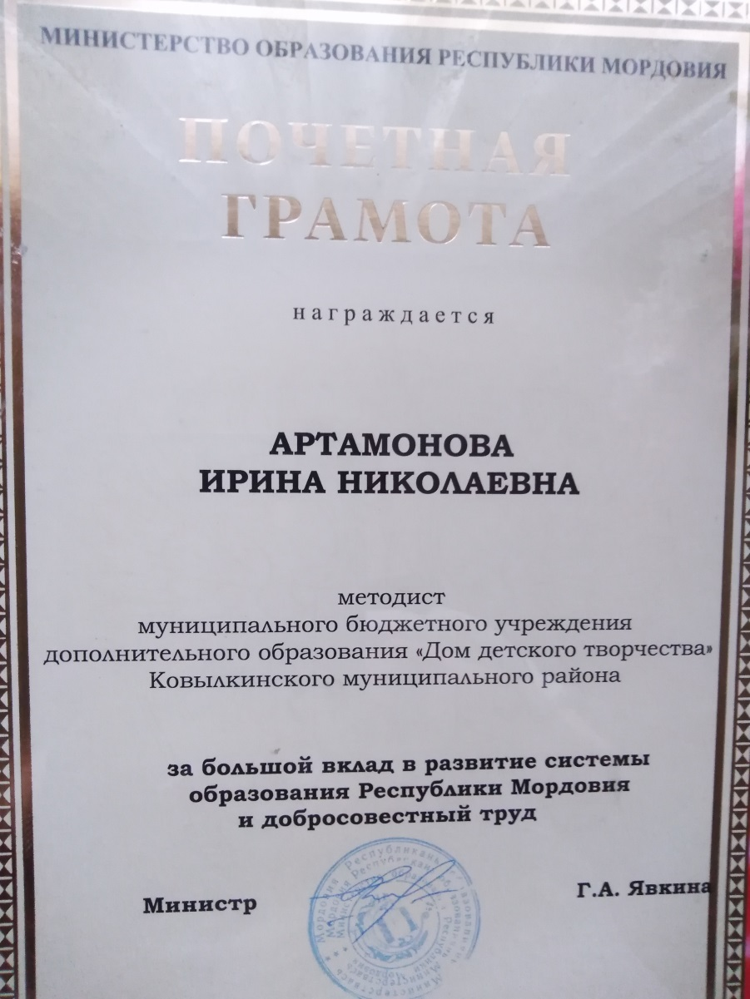 МИНИСТЕРСТВО ОБРАЗОВАНИЯ РЕСПУБЛИКИ МОРДОВИЯ
ПОЧЕТНАЯ
ГРАМОТА
награждается
АРТАМОНОВА
ИРИНА НИКОЛАЕВНА
методист
муниципального бюджетного учреждения
дополнительного образования «Дом детского творчества»
Ковылкинского муниципального района
за большой вклад в развитие системы
образования Республики Мордовия
и добросовестный труд
Министр
Г.А. Явкина